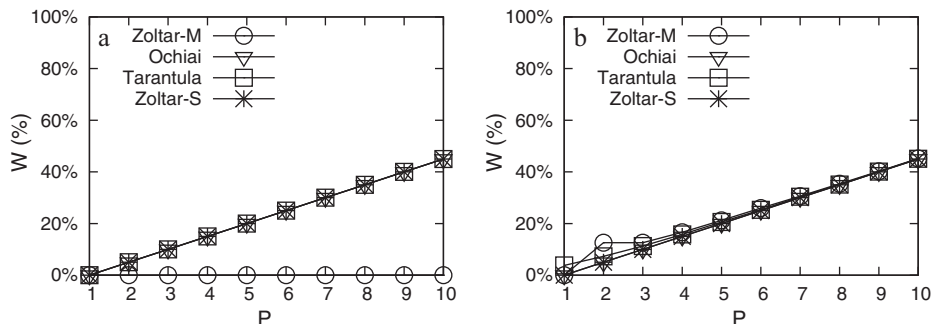 a
Zoltar-M
Ochiai
Tarantula
Zoltar-S
W (%)
100%
80%
60%
40%
20%
0%
1 2 3 4 5 6 7 8 9 10
P
b
Zoltar-M
Ochiai
Tarantula
Zoltar-S
W (%)
100%
80%
60%
40%
20%
0%
1 2 3 4 5 6 7 8 9 10
P